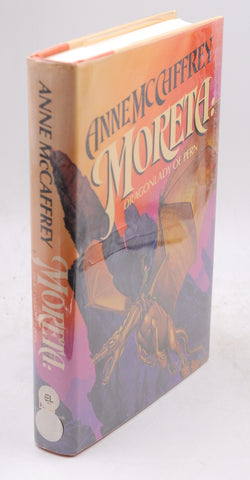 ANNE MCCAFFREY
MORETA:
DRAGONLADY OF PERN
ANNE MCCAFFREY
MORETA: